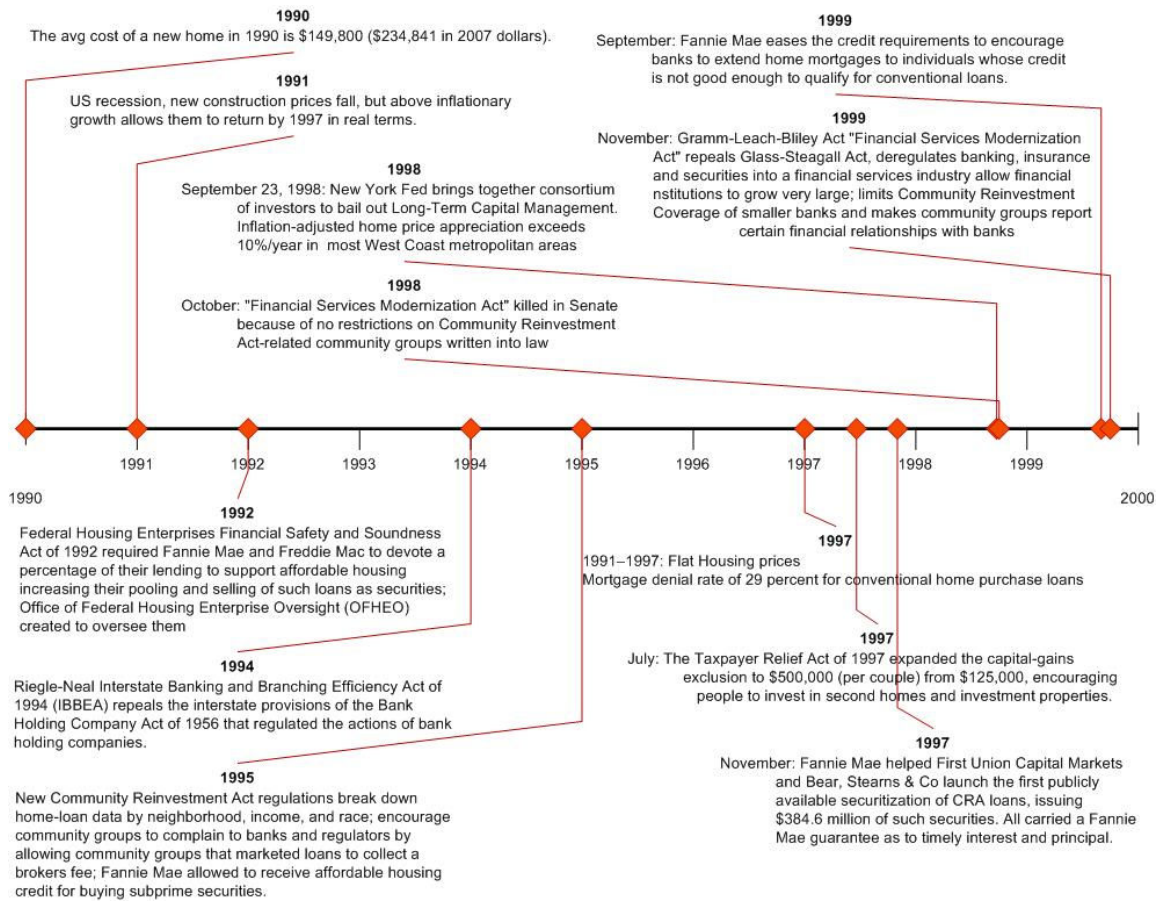 1990
The avg cost of a new home in 1990 is $149,800 ($234,841 in 2007 dollars).
1991
US recession, new construction prices fall, but above inflationary
growth allows them to return by 1997 in real terms.
1998
September 23, 1998: New York Fed brings together consortium
of investors to bail out Long-Term Capital Management.
Inflation-adjusted home price appreciation exceeds
10%/year in most West Coast metropolitan areas
1998
October: "Financial Services Modernization Act" killed in Senate
because of no restrictions on Community Reinvestment
Act-related community groups written into law
1999
September: Fannie Mae eases the credit requirements to encourage
banks to extend home mortgages to individuals whose credit
is not good enough to qualify for conventional loans.
1999
November: Gramm-Leach-Bliley Act "Financial Services Modernization
Act" repeals Glass-Steagall Act, deregulates banking, insurance
and securities into a financial services industry allow financial
nstitutions to grow very large; limits Community Reinvestment
Coverage of smaller banks and makes community groups report
certain financial relationships with banks
1991
1992
1993
1994
1995
1996
1997
1998
1999
1990
2000
1992
Federal Housing Enterprises Financial Safety and Soundness
Act of 1992 required Fannie Mae and Freddie Mac to devote a
percentage of their lending to support affordable housing
increasing their pooling and selling of such loans as securities;
Office of Federal Housing Enterprise Oversight (OFHEO)
created to oversee them
1994
Riegle-Neal Interstate Banking and Branching Efficiency Act of
1994 (IBBEA) repeals the interstate provisions of the Bank
Holding Company Act of 1956 that regulated the actions of bank
holding companies.
1995
New Community Reinvestment Act regulations break down
home-loan data by neighborhood, income, and race; encourage
community groups to complain to banks and regulators by
allowing community groups that marketed loans to collect a
brokers fee; Fannie Mae allowed to receive affordable housing
credit for buying subprime securities.
1997
1991–1997: Flat Housing prices
Mortgage denial rate of 29 percent for conventional home purchase loans
1997
July: The Taxpayer Relief Act of 1997 expanded the capital-gains
exclusion to $500,000 (per couple) from $125,000, encouraging
people to invest in second homes and investment properties.
1997
November: Fannie Mae helped First Union Capital Markets
and Bear, Stearns & Co launch the first publicly
available securitization of CRA loans, issuing
$384.6 million of such securities. All carried a Fannie
Mae guarantee as to timely interest and principal.